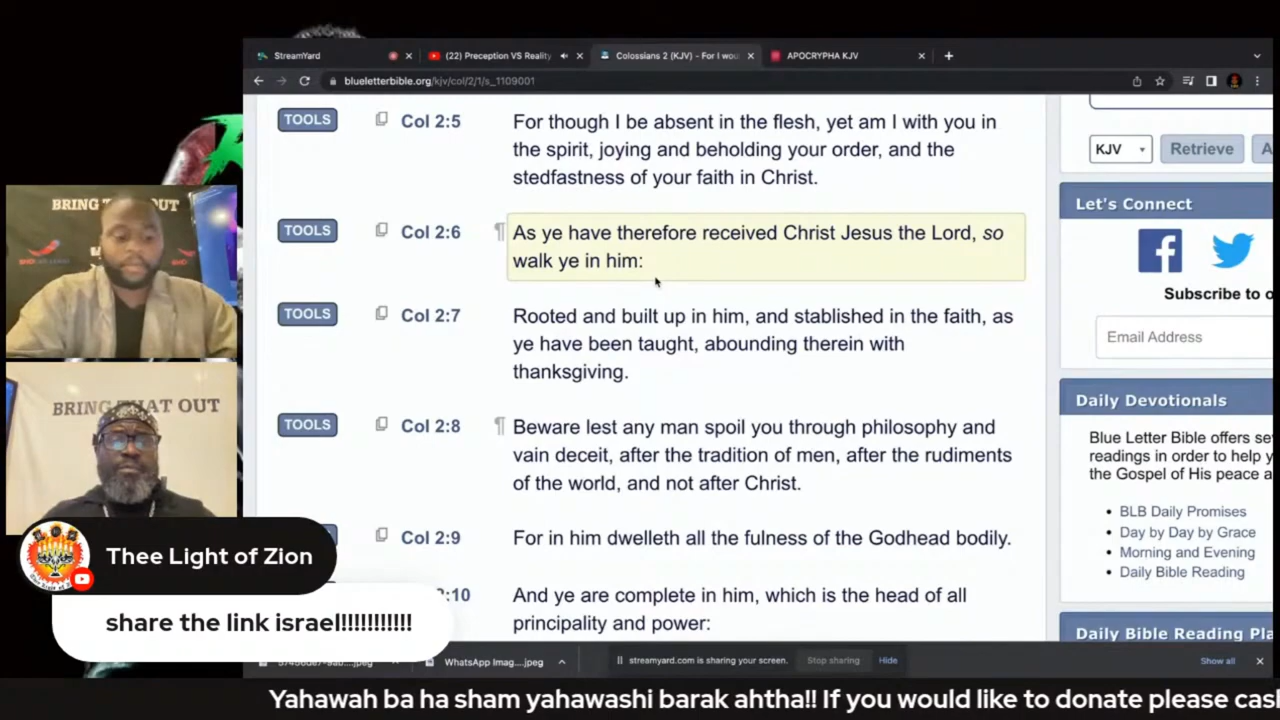 StreamYard
(22) Preception VS Reality
Colossians 2 (KJV) - For I wou
APOCRYPHA KJV
blueletterbible.org/kjv/col/2/1/s_1109001
TOOLS
Col 2:5
For though I be absent in the flesh, yet am I with you in
the spirit, joying and beholding your order, and the
stedfastness of your faith in Christ.
TOOLS
Col 2:6
¶ As ye have therefore received Christ Jesus the Lord, so
walk ye in him:
TOOLS
Col 2:7
Rooted and built up in him, and stablished in the faith, as
ye have been taught, abounding therein with
thanksgiving.
TOOLS
Col 2:8
¶ Beware lest any man spoil you through philosophy and
vain deceit, after the tradition of men, after the rudiments
of the world, and not after Christ.
Col 2:9
For in him dwelleth all the fulness of the Godhead bodily.
:10
And ye are complete in him, which is the head of all
principality and power:
KJV
Retrieve
A
Let's Connect
Subscribe to o
Email Address
Daily Devotionals
Blue Letter Bible offers se
readings in order to help y
the Gospel of His peace a
• BLB Daily Promises
• Day by Day by Grace
• Morning and Evening
• Daily Bible Reading
Daily Bible Reading Pla
BRING OUT
BRING THAT OUT
Thee Light of Zion
share the link israel!!!!!!!!!!!
WhatsApp Imag....jpeg
streamyard.com is sharing your screen.
Stop sharing
Hide
Show all
Yahawah ba ha sham yahawashi barak ahtha!! If you would like to donate please cas